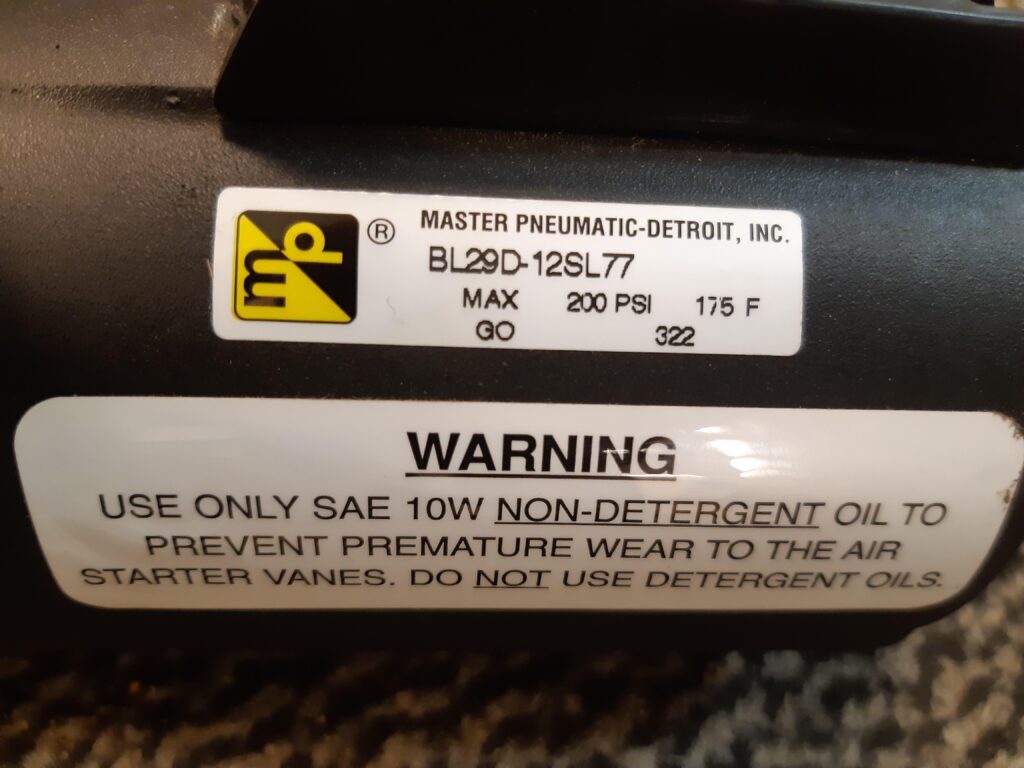 mp ® MASTER PNEUMATIC-DETROIT, INC.
BL29D-12SL77
MAX 200 PSI 175 F
GO 322
WARNING
USE ONLY SAE 10W NON-DETERGENT OIL TO
PREVENT PREMATURE WEAR TO THE AIR
STARTER VANES. DO NOT USE DETERGENT OILS.